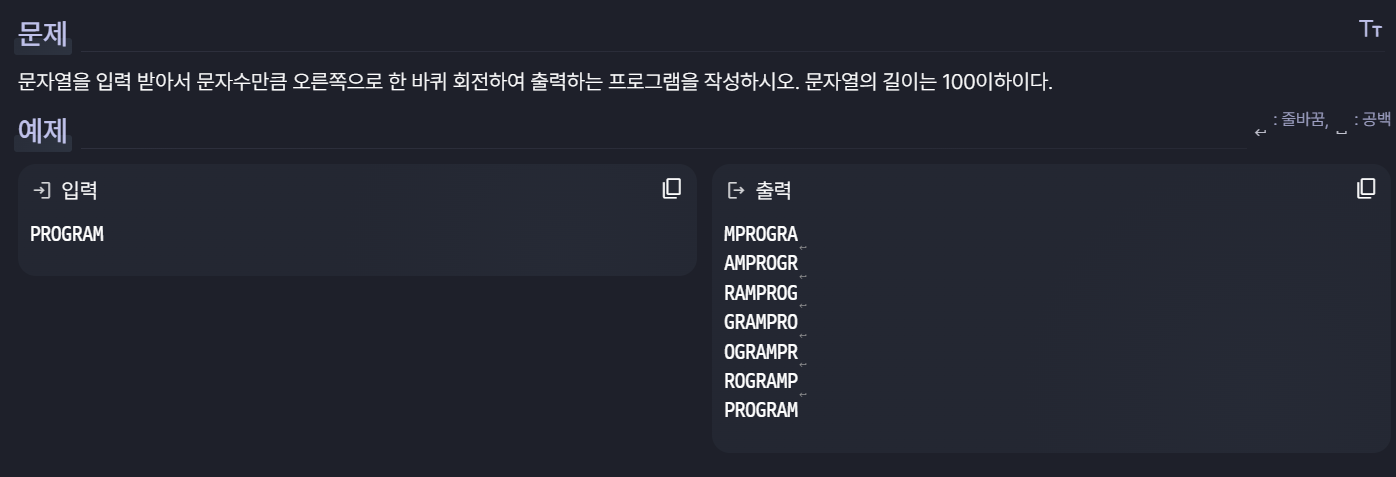 문제
Tт
문자열을 입력 받아서 문자수만큼 오른쪽으로 한 바퀴 회전하여 출력하는 프로그램을 작성하시오. 문자열의 길이는 100이하이다.
예제
↩ : 줄바꿈, ⎵ : 공백
입력
PROGRAM
출력
MPROGRA↩
AMPROGR↩
RAMPROG↩
GRAMPRO↩
OGRAMPR↩
ROGRAMP↩
PROGRAM